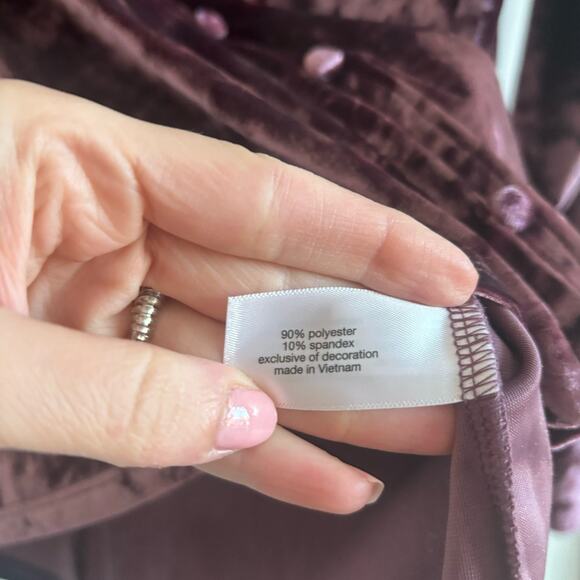 90% polyester
10% spandex
exclusive of decoration
made in Vietnam